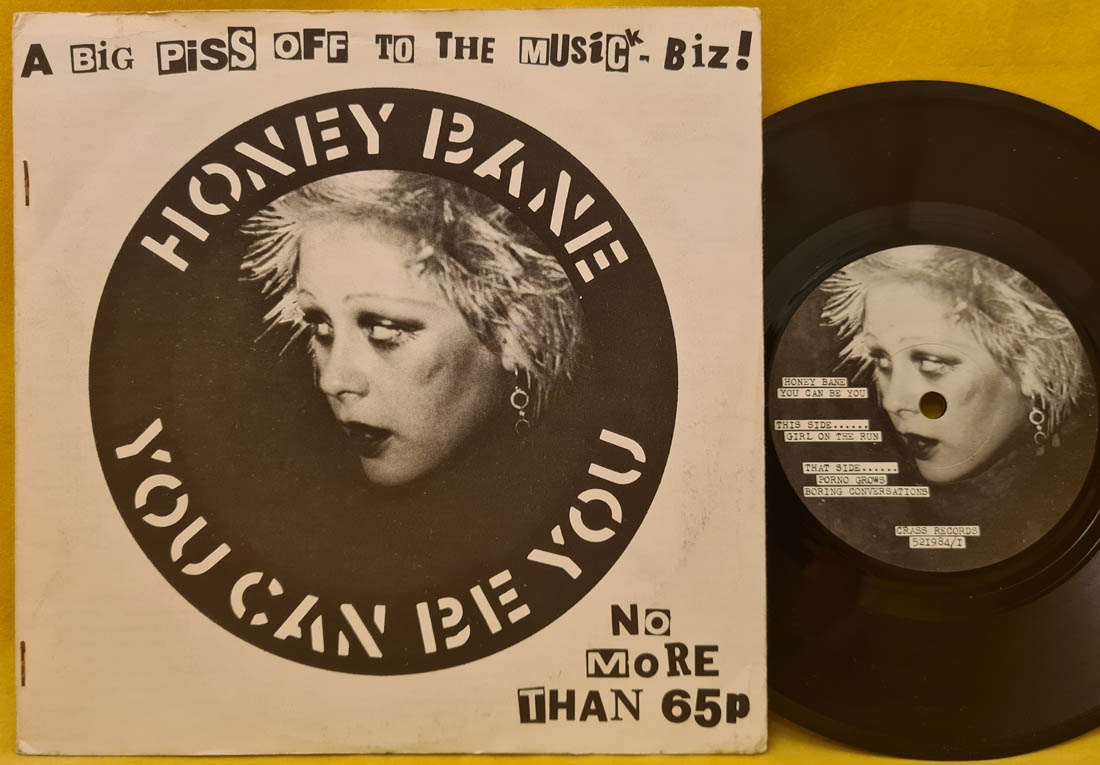 A BiG PiSS OFF TO THE MUSiCk-Biz!
HONEY BANE
YOU CAN BE YOU
NO
MoRE
THAN 65p
HONEY BANE
YOU CAN BE YOU
THIS SIDE......
GIRL ON THE RUN
THAT SIDE......
PORNO GROWS
BORING CONVERSATIONS
CRASS RECORDS
521984/I